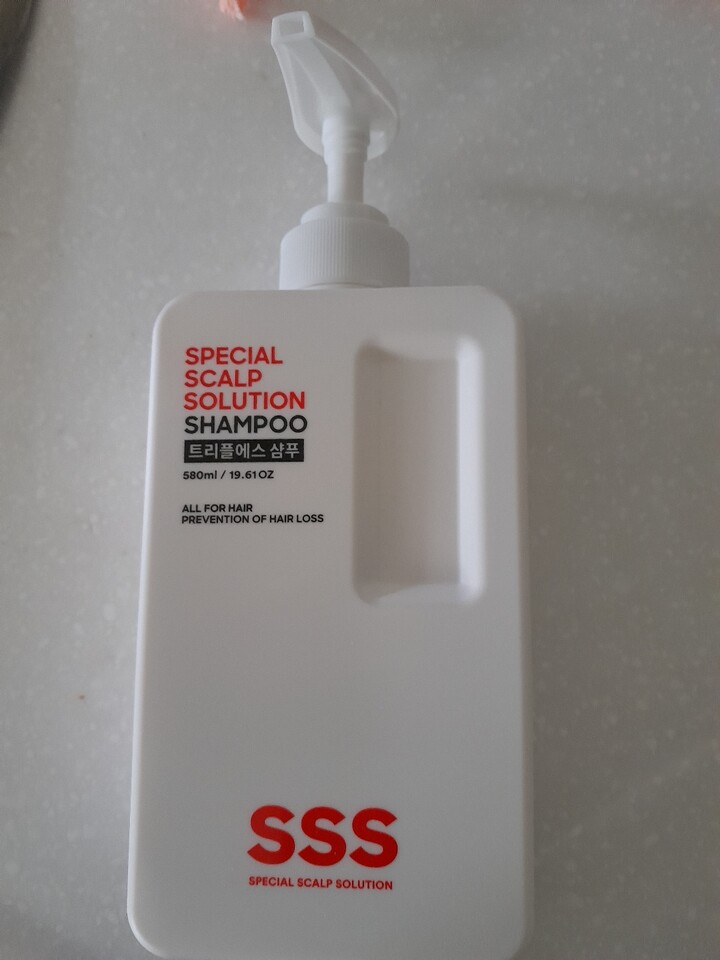 SPECIAL
SCALP
SOLUTION
SHAMPOO
트리플에스 샴푸
580ml / 19.61OZ
ALL FOR HAIR
PREVENTION OF HAIR LOSS
SSS
SPECIAL SCALP SOLUTION